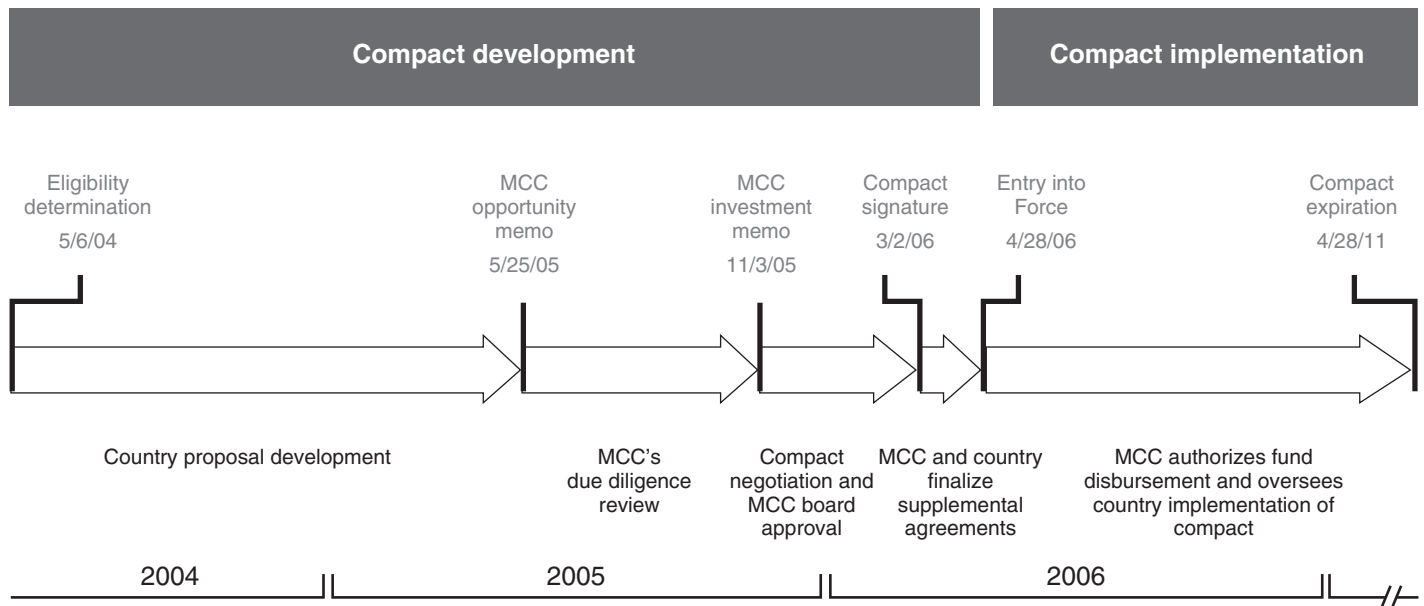 Compact development
Compact implementation
Eligibility
determination
5/6/04
MCC
opportunity
memo
5/25/05
MCC
investment
memo
11/3/05
Compact
signature
3/2/06
Entry into
Force
4/28/06
Compact
expiration
4/28/11
Country proposal development
MCC’s
due diligence
review
Compact
negotiation and
MCC board
approval
MCC and country
finalize
supplemental
agreements
MCC authorizes fund
disbursement and oversees
country implementation of
compact
2004
2005
2006